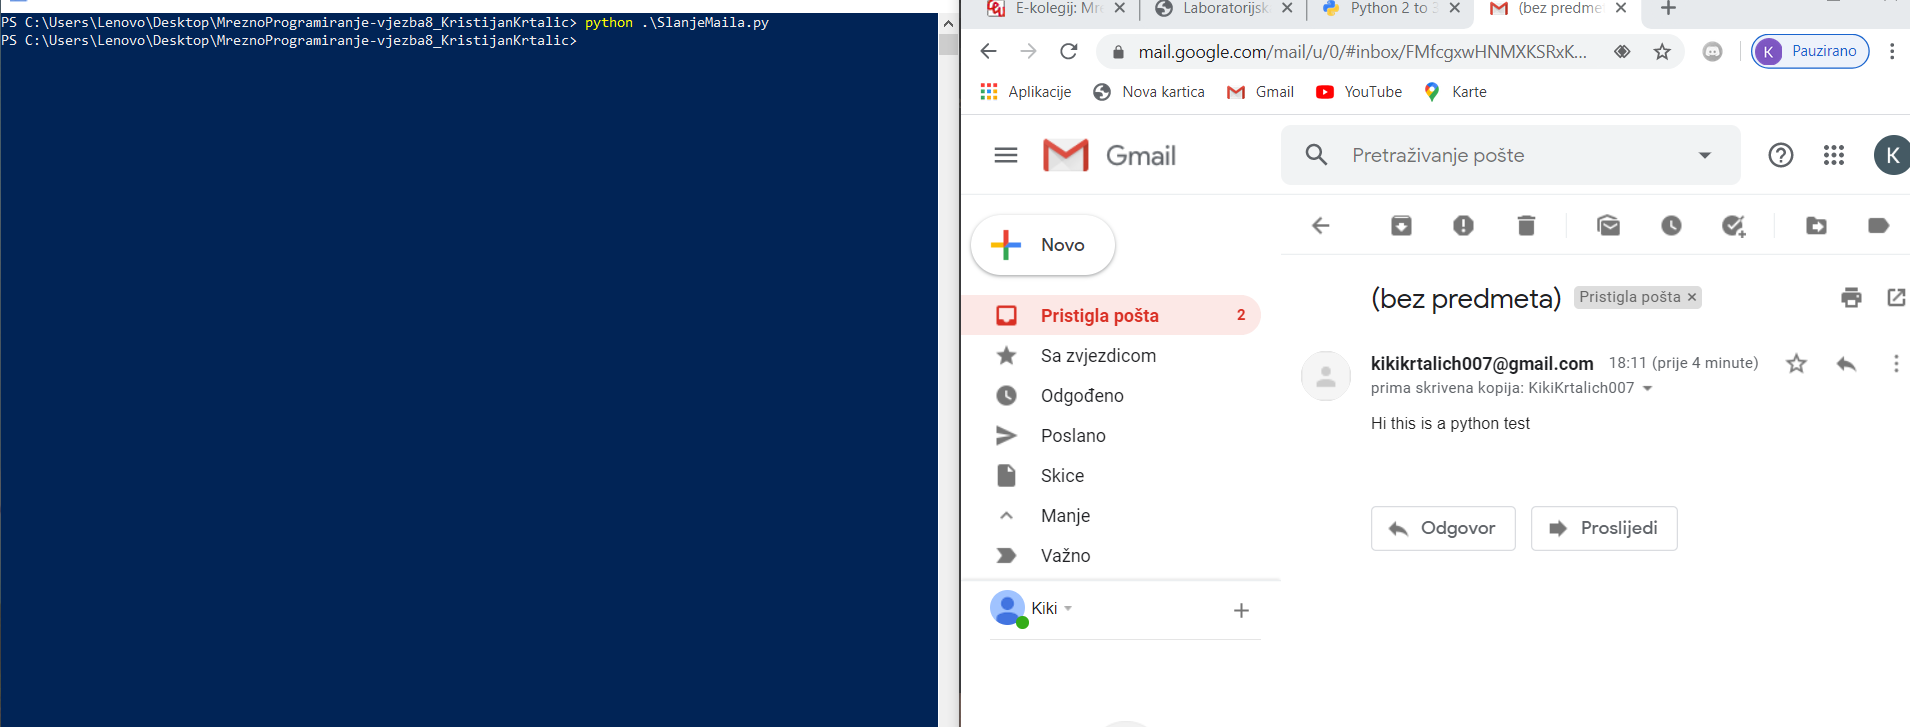 PS C:\Users\Lenovo\Desktop\MreznoProgramiranje-vjezba8_KristijanKrtalic> python .\SlanjeMaila.py
PS C:\Users\Lenovo\Desktop\MreznoProgramiranje-vjezba8_KristijanKrtalic>
E-kolegij: Mre
Laboratorijsk
Python 2 to 3
(bez predmet
mail.google.com/mail/u/0/#inbox/FMfcgxwHNMXKSRxK...
K Pauzirano
Aplikacije
Nova kartica
Gmail
YouTube
Karte
Gmail
Pretraživanje pošte
K
Novo
Pristigla pošta 2
Sa zvjezdicom
Odgođeno
Poslano
Skice
Manje
Važno
Kiki
(bez predmeta) Pristigla pošta ×
kikikrtalich007@gmail.com 18:11 (prije 4 minute)
prima skrivena kopija: KikiKrtalich007
Hi this is a python test
Odgovor
Proslijedi